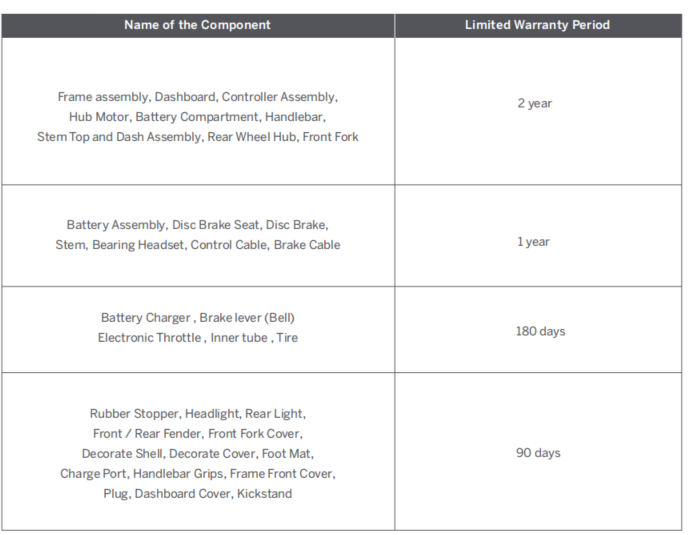 Name of the Component
Limited Warranty Period
Frame assembly, Dashboard, Controller Assembly,
Hub Motor, Battery Compartment, Handlebar,
Stem Top and Dash Assembly, Rear Wheel Hub, Front Fork
2 year
Battery Assembly, Disc Brake Seat, Disc Brake,
Stem, Bearing Headset, Control Cable, Brake Cable
1 year
Battery Charger , Brake lever (Bell)
Electronic Throttle , Inner tube , Tire
180 days
Rubber Stopper, Headlight, Rear Light,
Front / Rear Fender, Front Fork Cover,
Decorate Shell, Decorate Cover, Foot Mat,
Charge Port, Handlebar Grips, Frame Front Cover,
Plug, Dashboard Cover, Kickstand
90 days